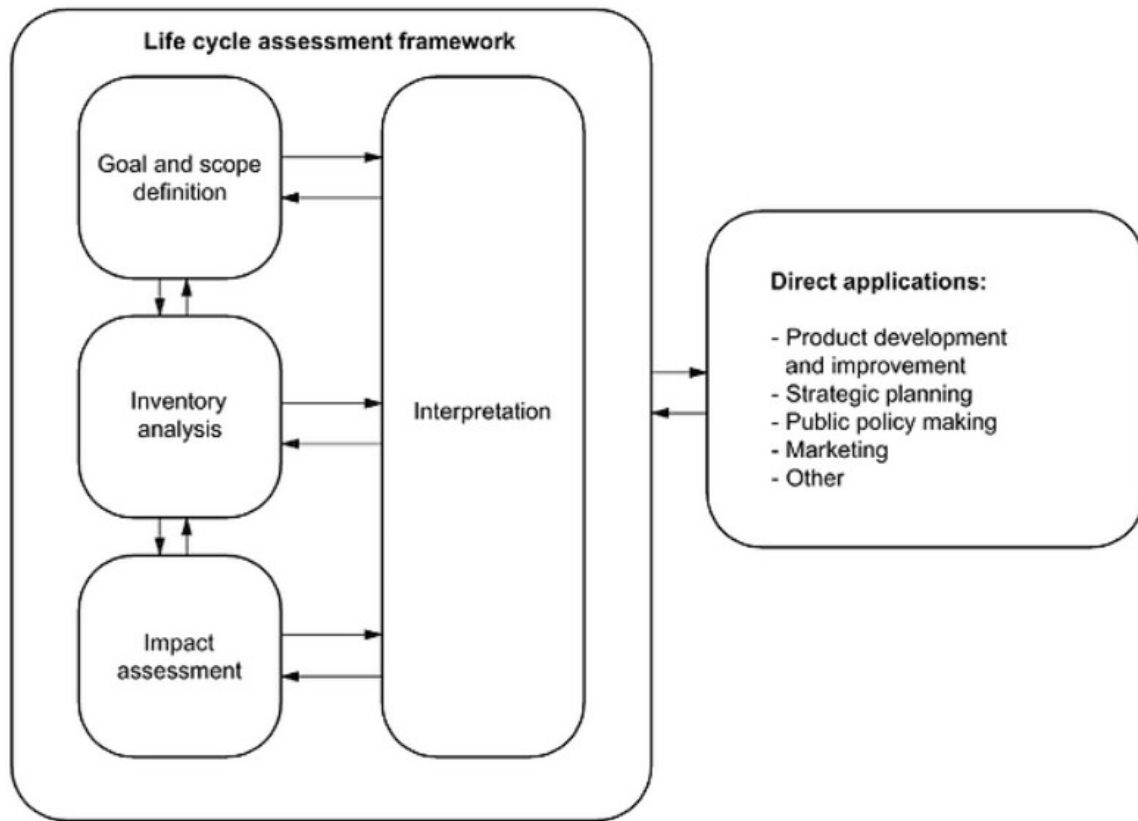 Life cycle assessment framework
Goal and scope
definition
Inventory
analysis
Impact
assessment
Interpretation
Direct applications:
- Product development
and improvement
- Strategic planning
- Public policy making
- Marketing
- Other